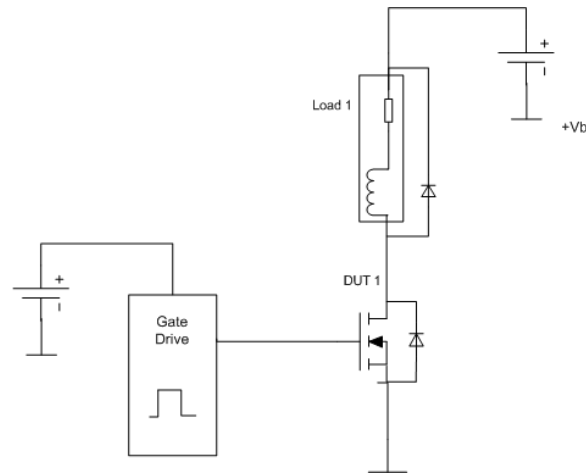 +
Load 1
+Vb
DUT 1
+
Gate
Drive